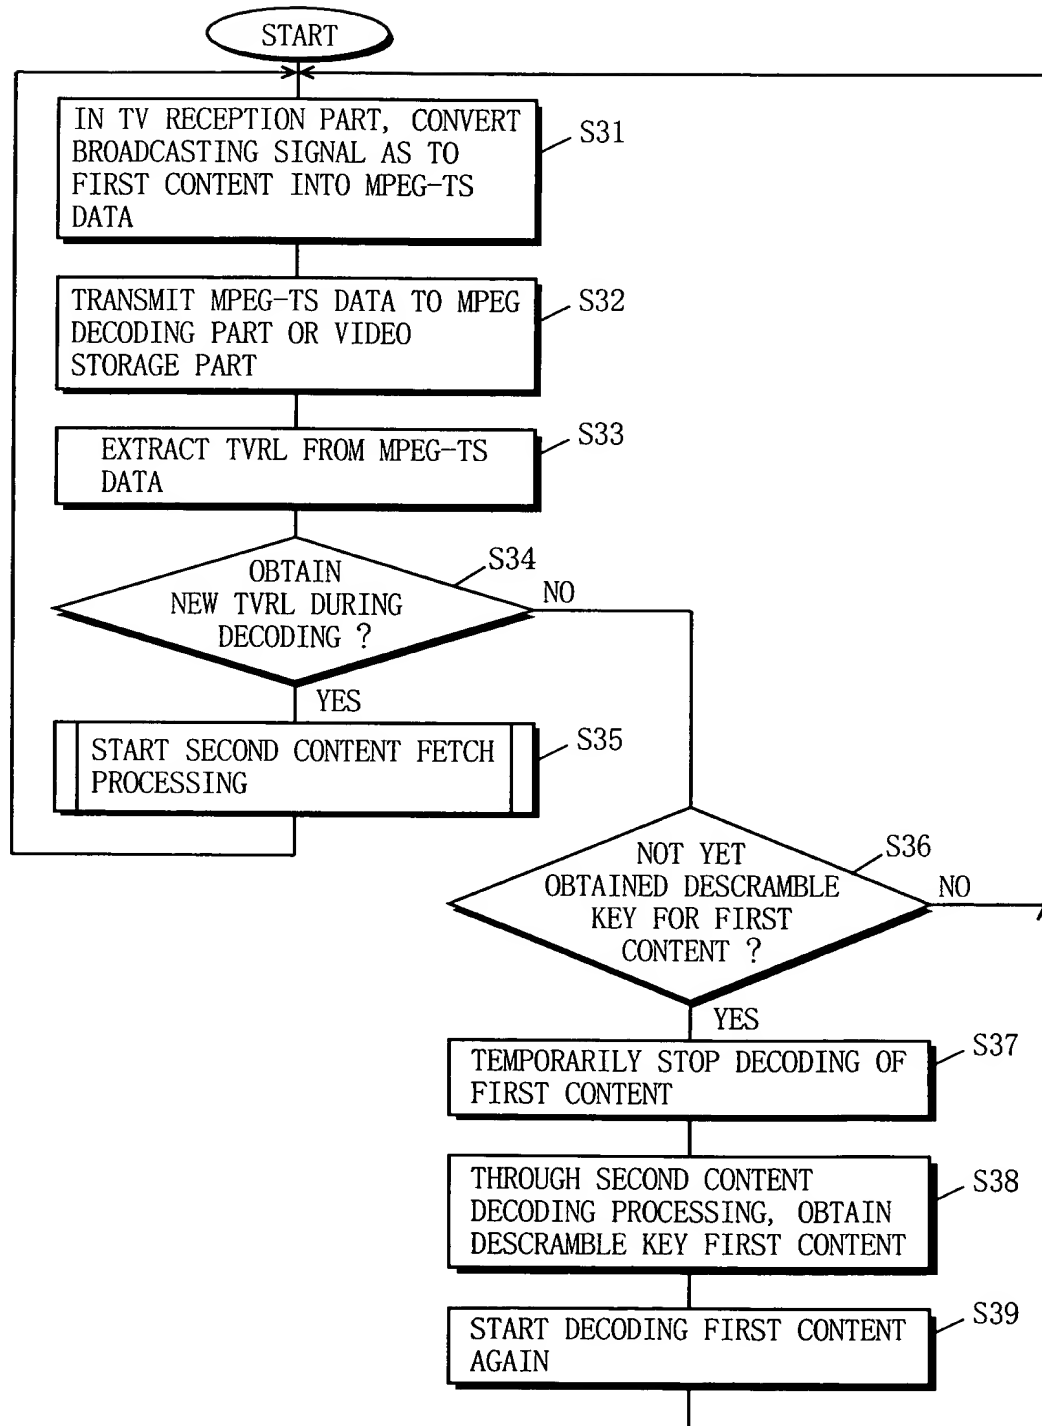 START
IN TV RECEPTION PART, CONVERT
BROADCASTING SIGNAL AS TO
FIRST CONTENT INTO MPEG-TS
DATA
S31
TRANSMIT MPEG-TS DATA TO MPEG
DECODING PART OR VIDEO
STORAGE PART
S32
EXTRACT TVRL FROM MPEG-TS
DATA
S33
OBTAIN
NEW TVRL DURING
DECODING ?
S34
NO
YES
START SECOND CONTENT FETCH
PROCESSING
S35
NOT YET
OBTAINED DESCRAMBLE
KEY FOR FIRST
CONTENT ?
S36
NO
YES
TEMPORARILY STOP DECODING OF
FIRST CONTENT
S37
THROUGH SECOND CONTENT
DECODING PROCESSING, OBTAIN
DESCRAMBLE KEY FIRST CONTENT
S38
START DECODING FIRST CONTENT
AGAIN
S39